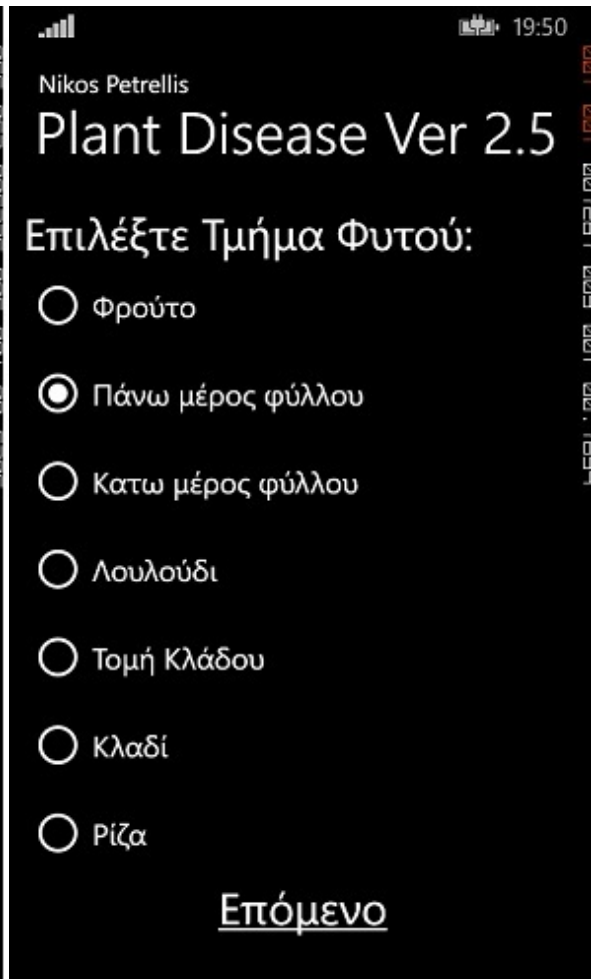 19:50
Nikos Petrellis
Plant Disease Ver 2.5
Επιλέξτε Τμήμα Φυτού:
Φρούτο
Πάνω μέρος φύλλου
Κατω μέρος φύλλου
Λουλούδι
Τομή Κλάδου
Κλαδί
Ρίζα
Επόμενο